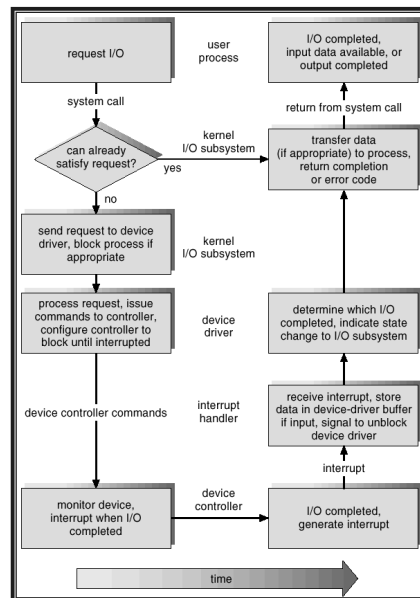 request I/O
user
process
I/O completed,
input data available, or
output completed
system call
return from system call
can already
satisfy request?
kernel
I/O subsystem
yes
no
transfer data
(if appropriate) to process,
return completion
or error code
send request to device
driver, block process if
appropriate
kernel
I/O subsystem
process request, issue
commands to controller,
configure controller to
block until interrupted
device
driver
determine which I/O
completed, indicate state
change to I/O subsystem
device controller commands
interrupt
handler
receive interrupt, store
data in device-driver buffer
if input, signal to unblock
device driver
interrupt
monitor device,
interrupt when I/O
completed
device
controller
I/O completed,
generate interrupt
time